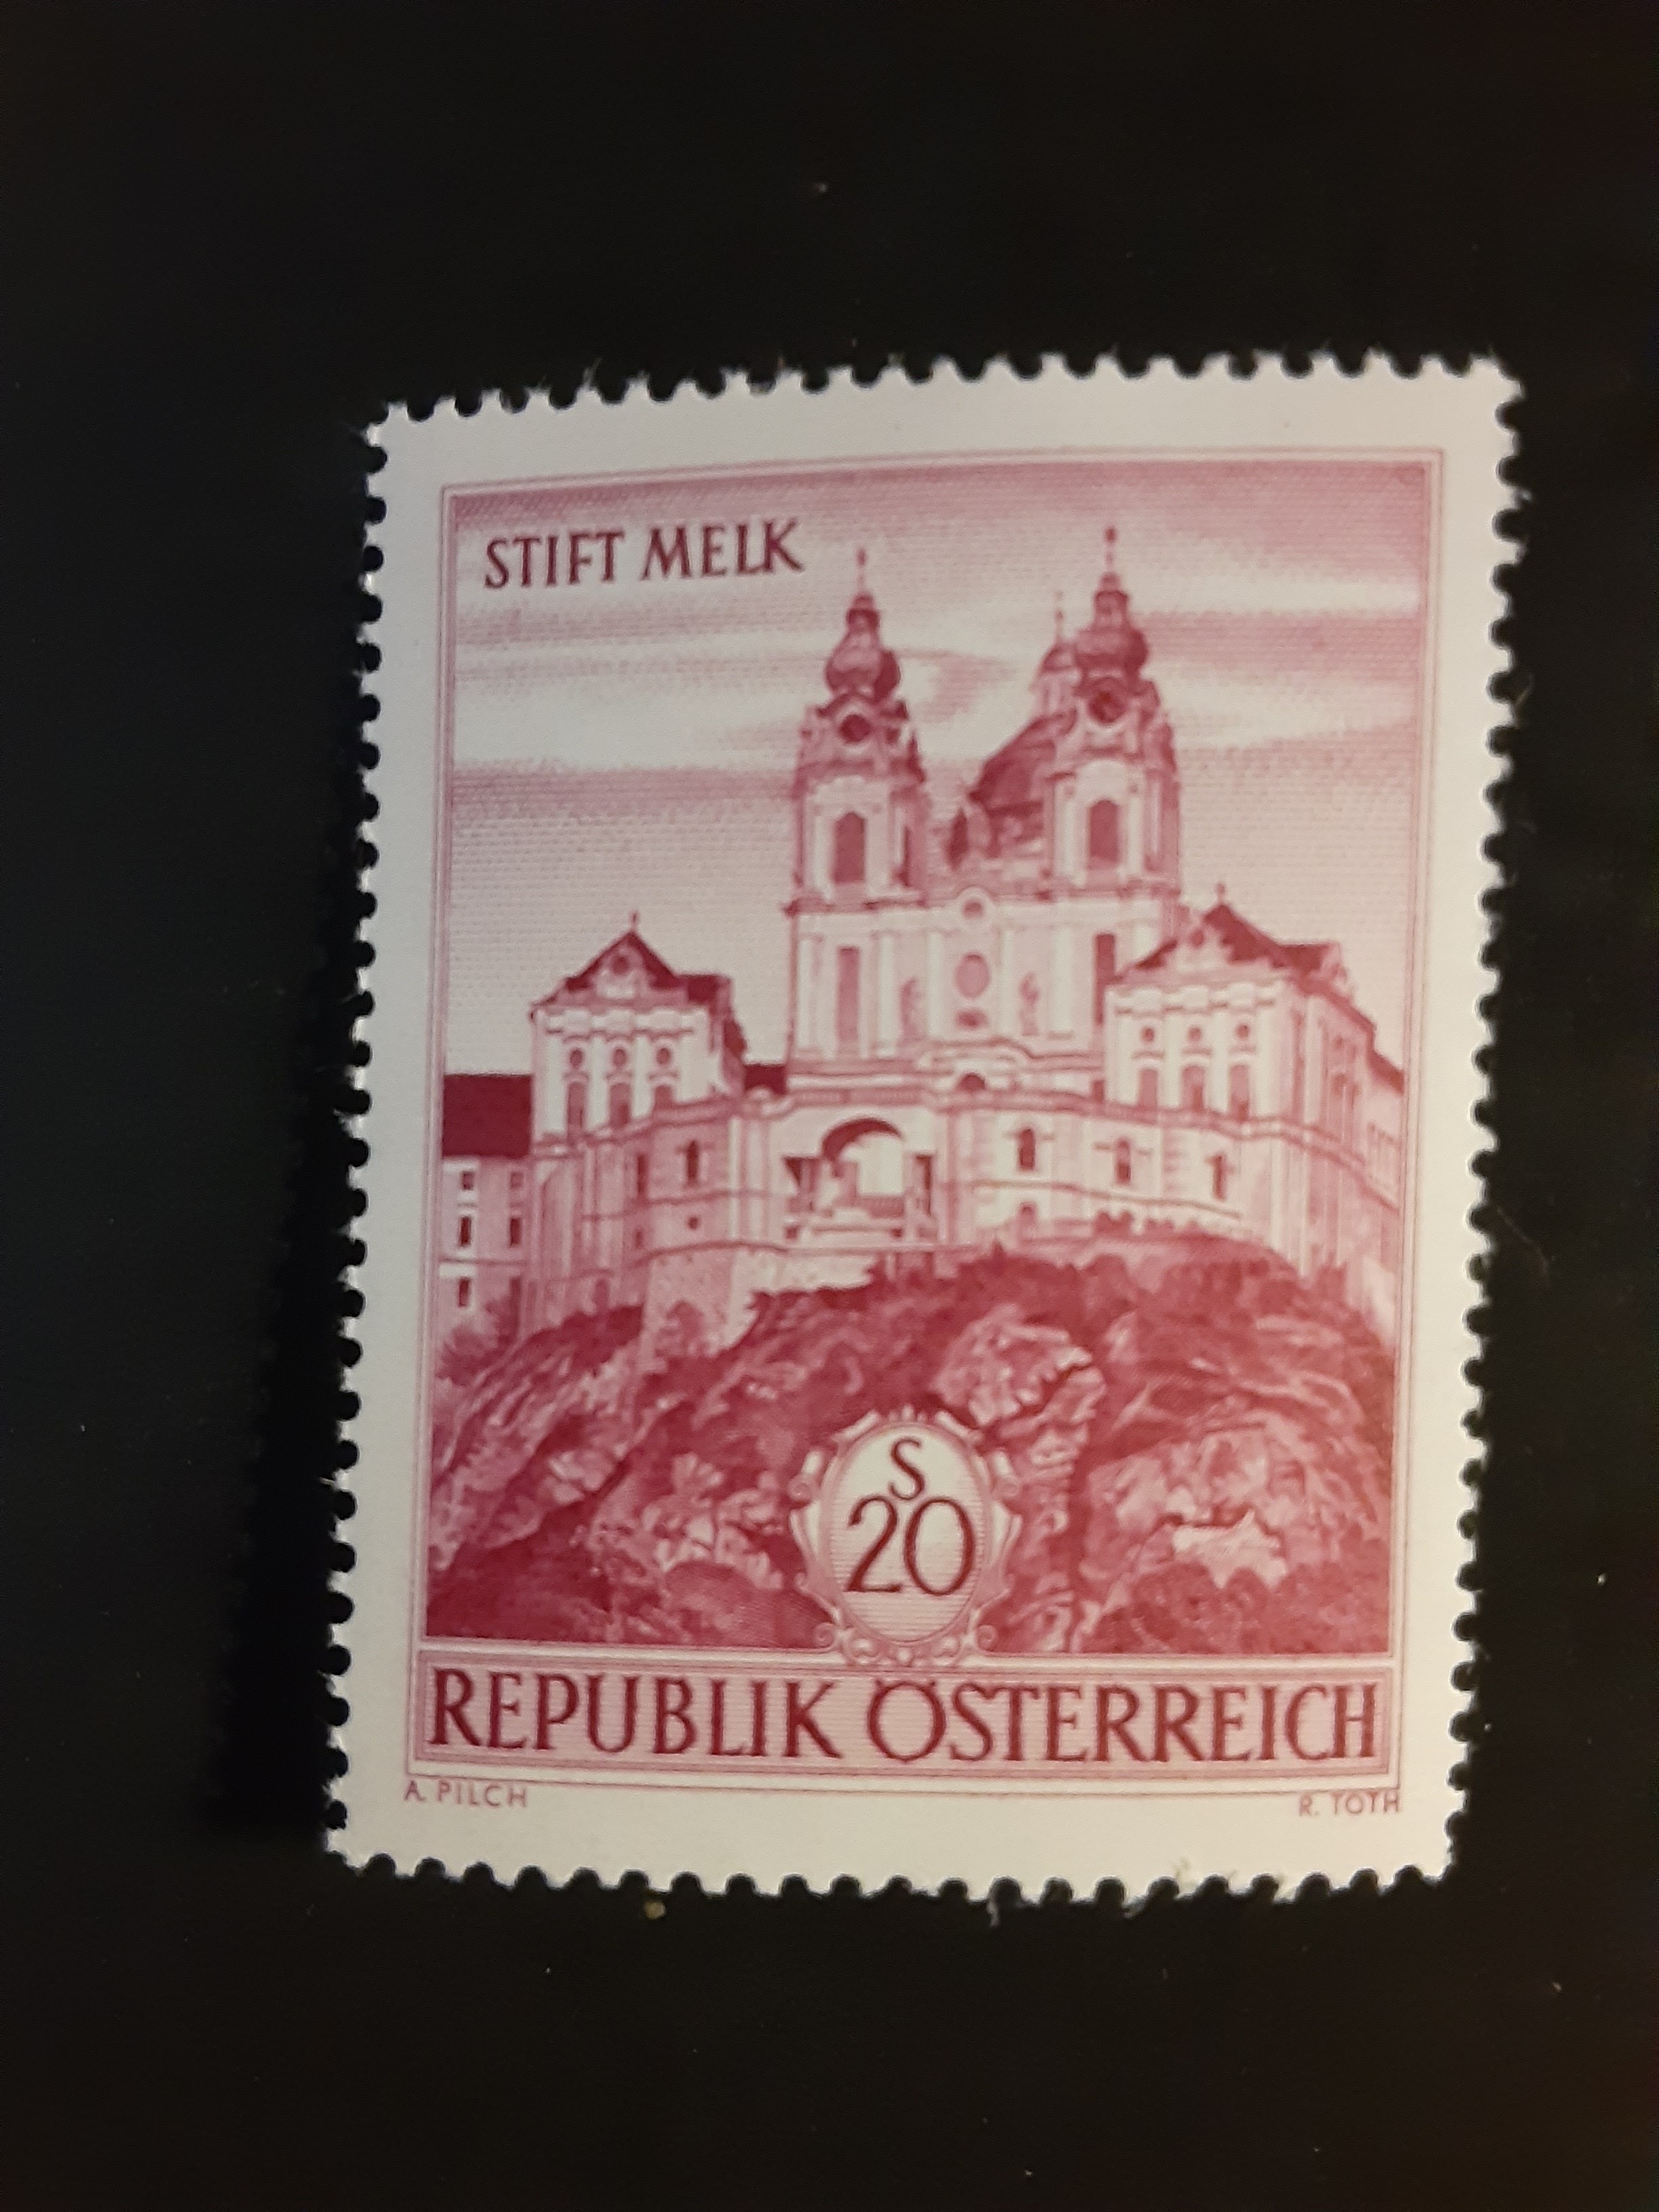 STIFT MELK
S
20
REPUBLIK ÖSTERREICH
A. PILCH
R. TOTH